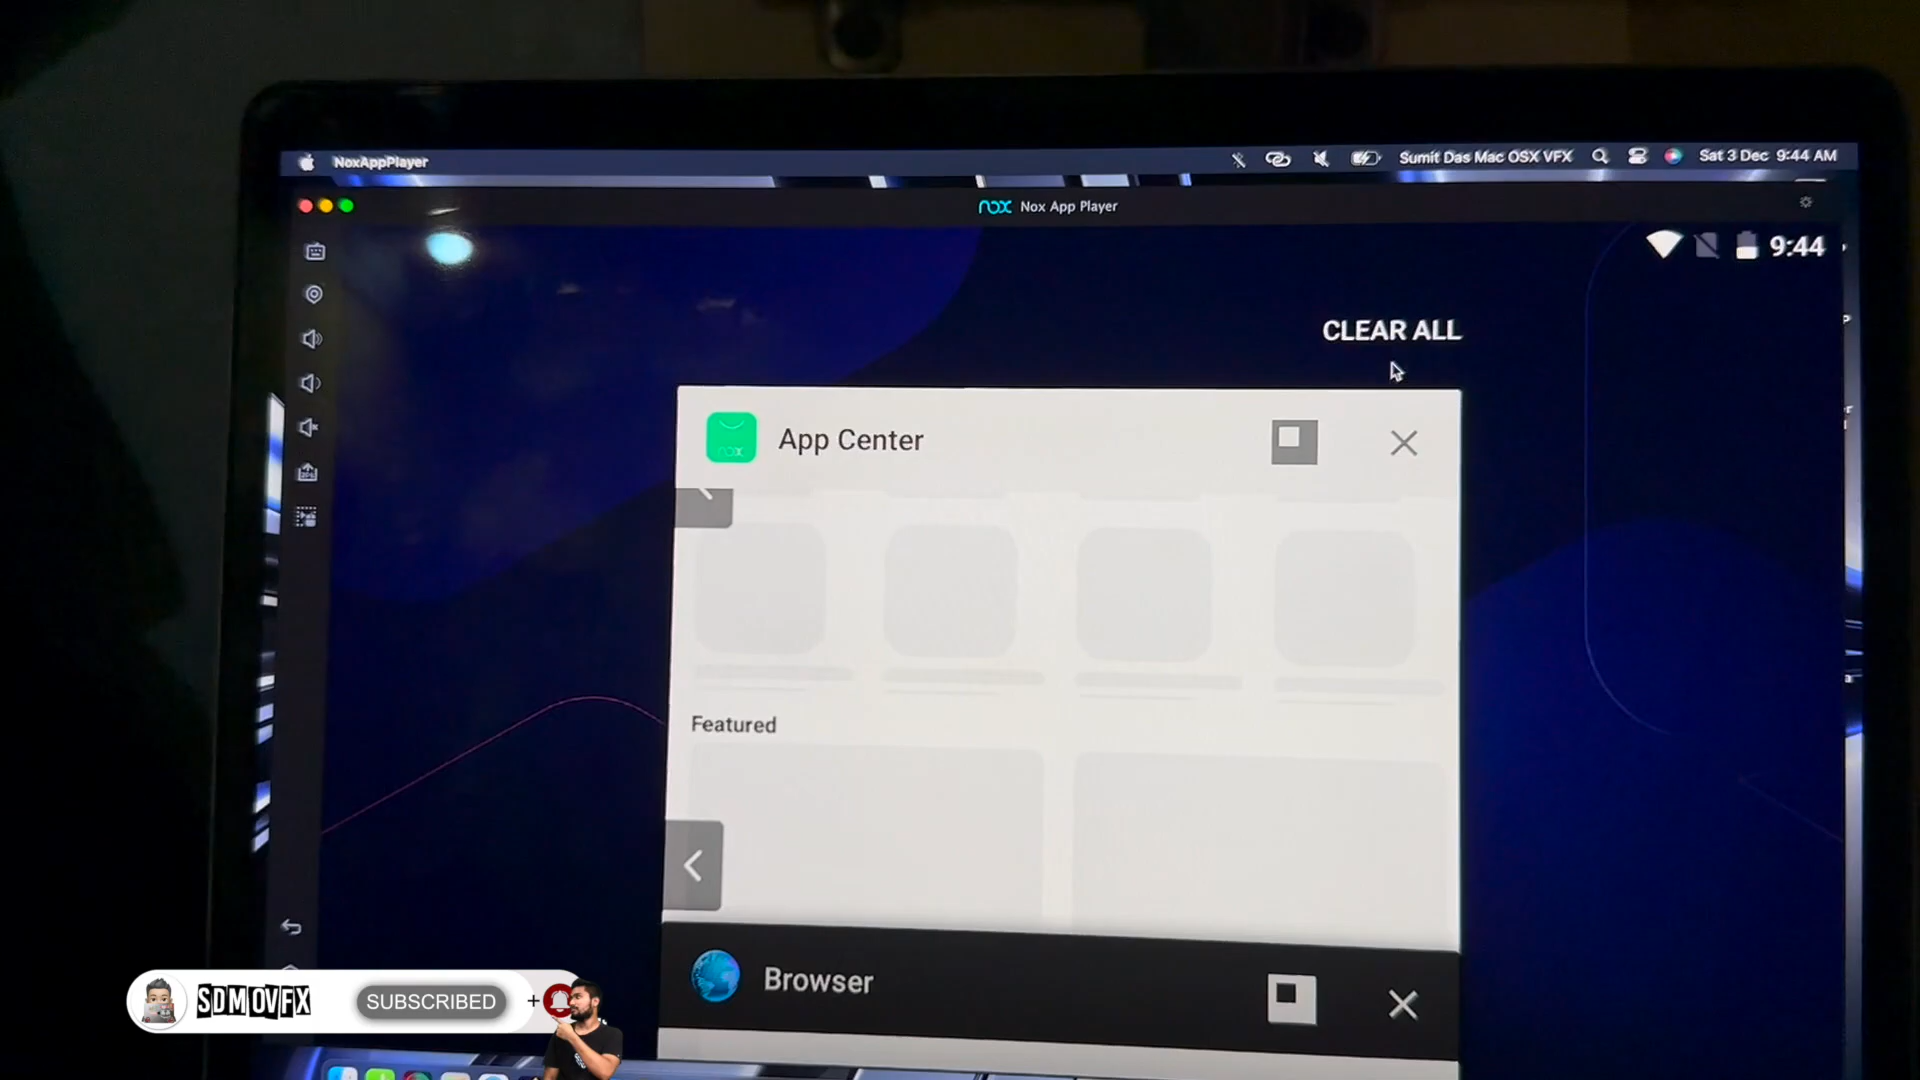 NoxAppPlayer
Sumit Das Mac OSX VFX
Sat 3 Dec 9:44 AM
nox Nox App Player
9:44
CLEAR ALL
nox
App Center
Featured
Browser
SDMOVFX
SUBSCRIBED
+